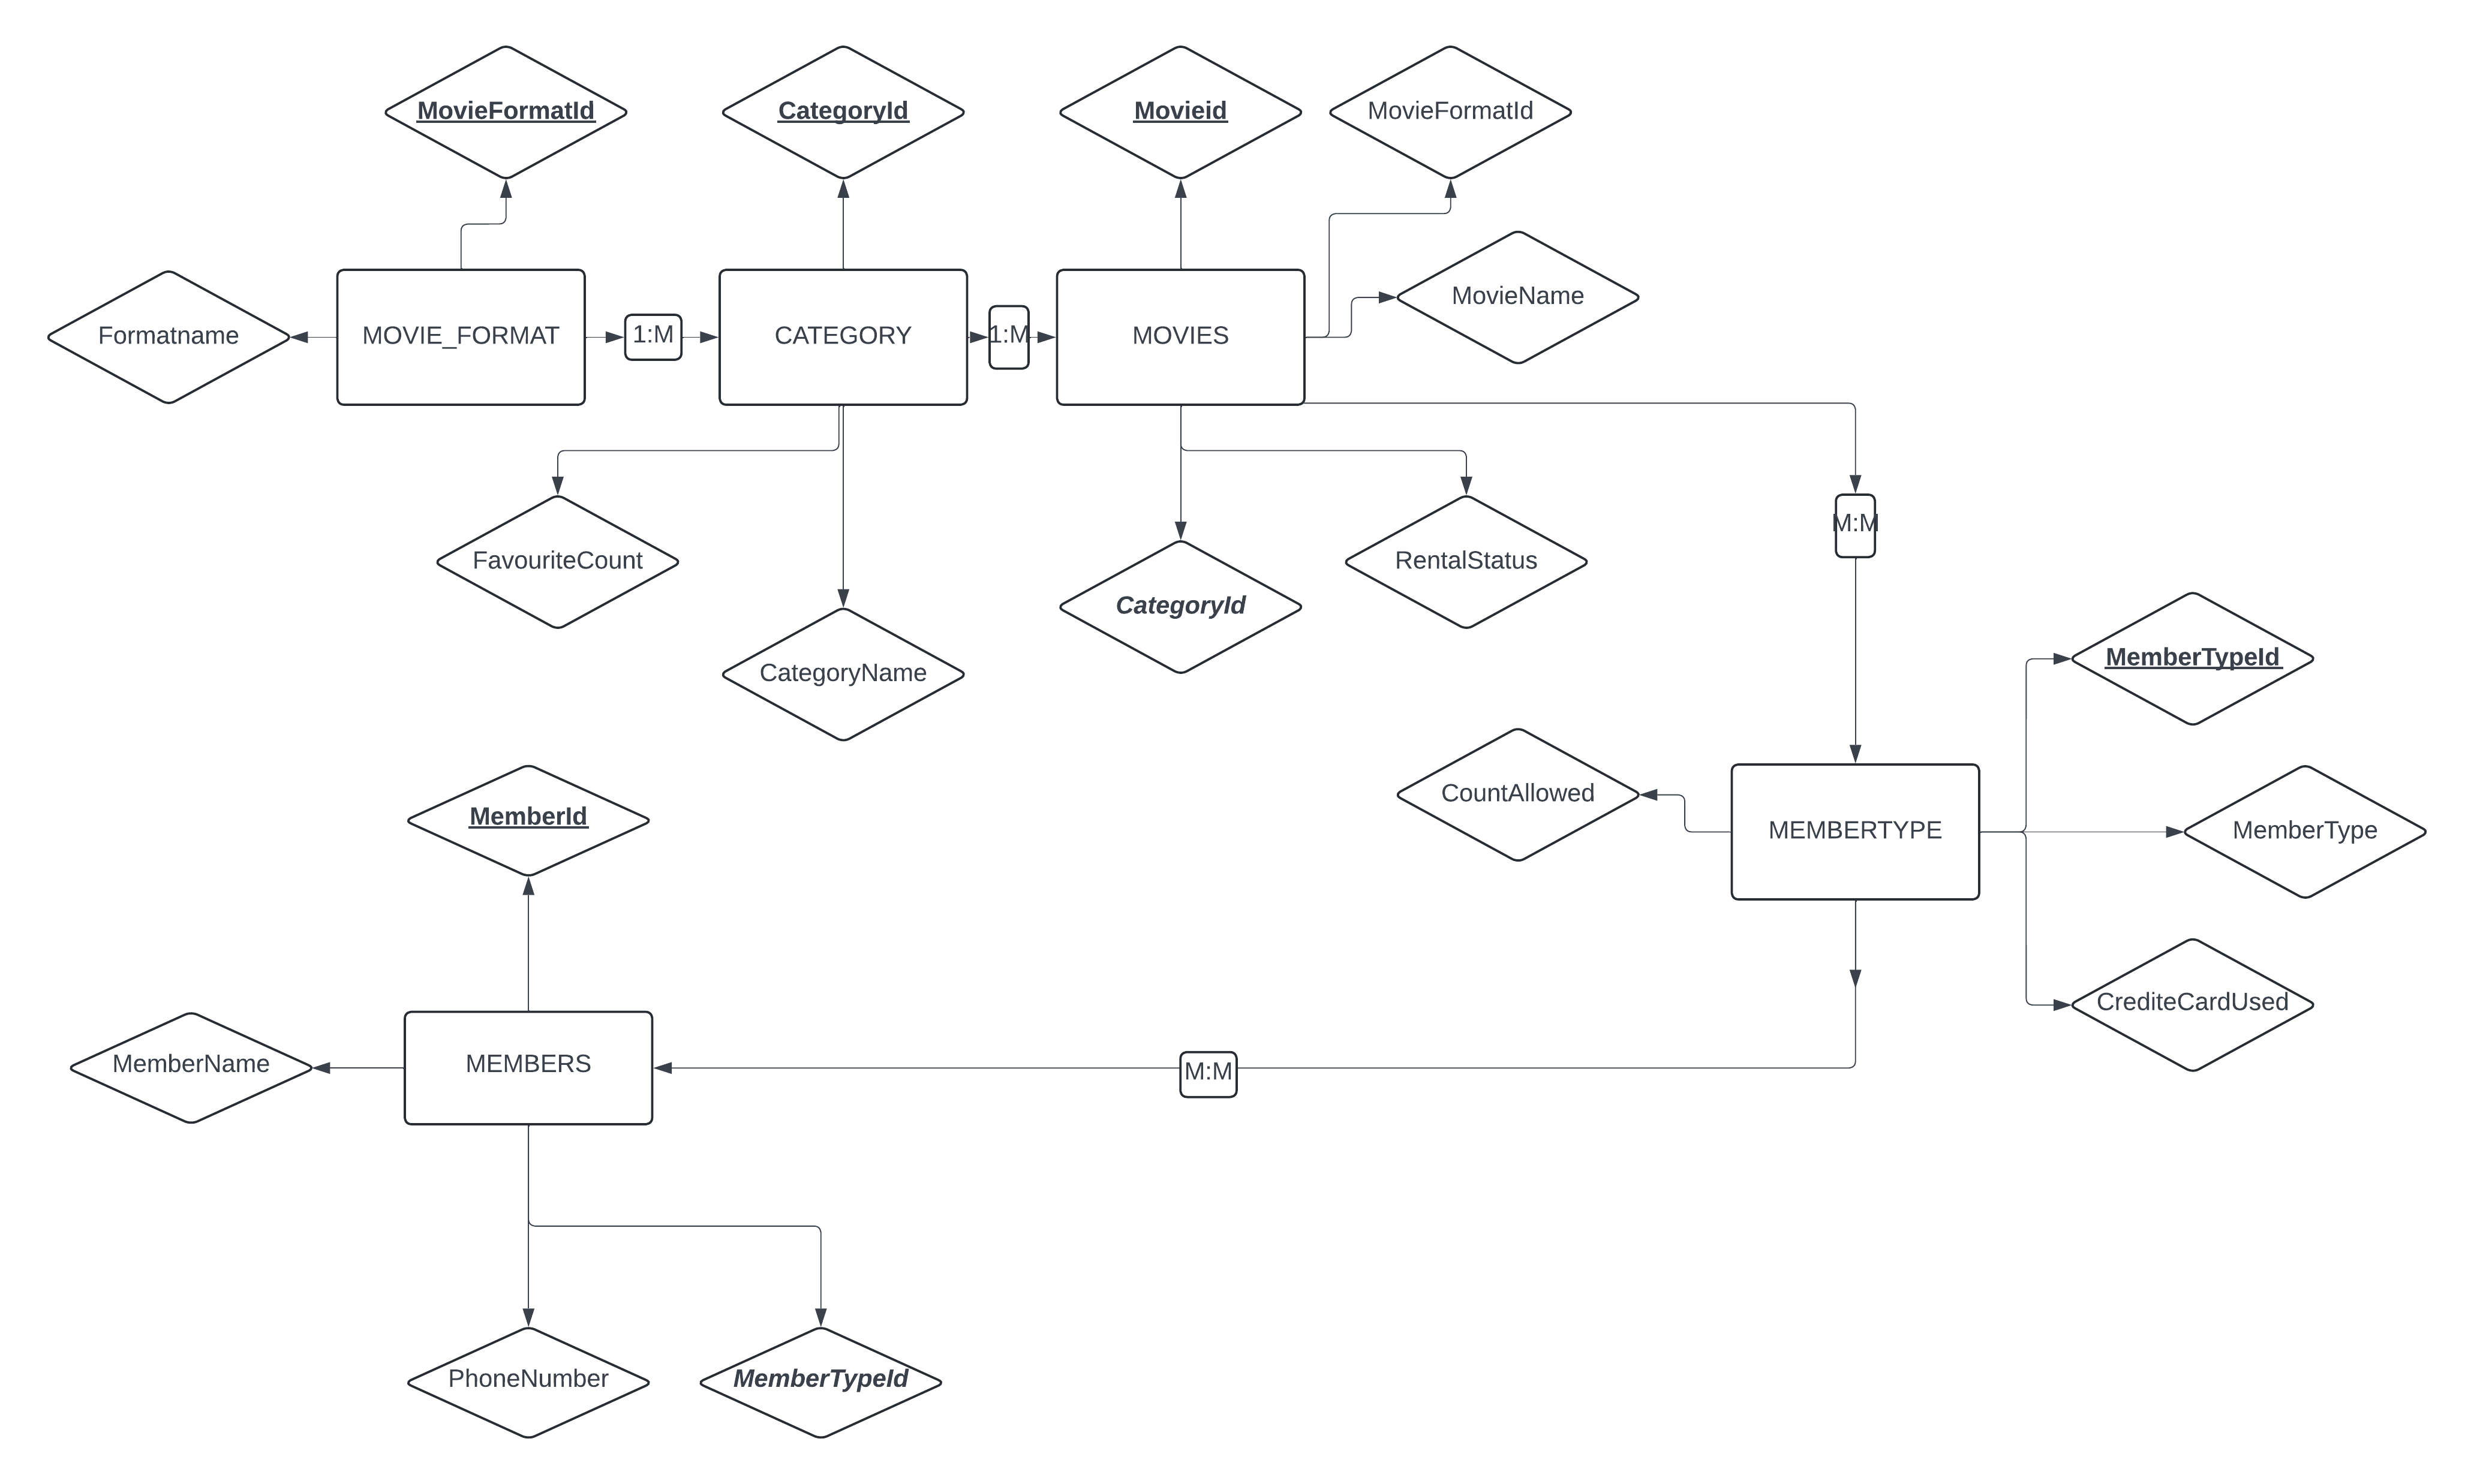 MovieFormatId
CategoryId
Movieid
MovieFormatId
MovieName
Formatname
MOVIE_FORMAT
1:M
CATEGORY
1:M
MOVIES
M:M
FavouriteCount
RentalStatus
CategoryId
CategoryName
MemberTypeId
CountAllowed
MEMBERTYPE
MemberType
MemberId
CrediteCardUsed
MemberName
MEMBERS
M:M
PhoneNumber
MemberTypeId